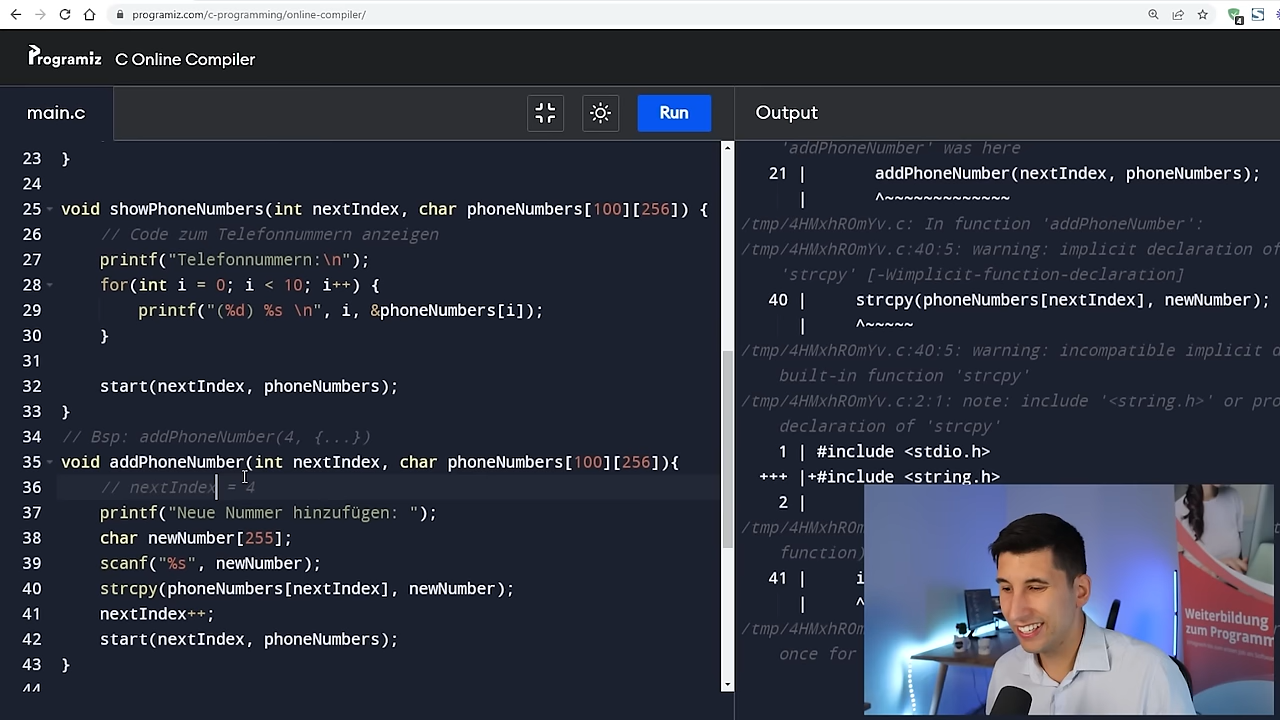 programiz.com/c-programming/online-compiler/
4
Programiz
C Online Compiler
main.c
Run
Output
23 }
24
25 void showPhoneNumbers(int nextIndex, char phoneNumbers[100][256]) {
26 // Code zum Telefonnummern anzeigen
27 printf("Telefonnummern:\n");
28 for(int i = 0; i < 10; i++) {
29 printf("(%d) %s \n", i, &phoneNumbers[i]);
30 }
31
32 start(nextIndex, phoneNumbers);
33 }
34 // Bsp: addPhoneNumber(4, {...})
35 void addPhoneNumber(int nextIndex, char phoneNumbers[100][256]){
36 // nextIndex = 4
37 printf("Neue Nummer hinzufügen: ");
38 char newNumber[255];
39 scanf("%s", newNumber);
40 strcpy(phoneNumbers[nextIndex], newNumber);
41 nextIndex++;
42 start(nextIndex, phoneNumbers);
43 }
44
'addPhoneNumber' was here
21 | addPhoneNumber(nextIndex, phoneNumbers);
| ^~~~~~~~~~~~~~
/tmp/4HMxhR0mYv.c: In function 'addPhoneNumber':
/tmp/4HMxhR0mYv.c:40:5: warning: implicit declaration of
'strcpy' [-Wimplicit-function-declaration]
40 | strcpy(phoneNumbers[nextIndex], newNumber);
| ^~~~~~
/tmp/4HMxhR0mYv.c:40:5: warning: incompatible implicit d
built-in function 'strcpy'
/tmp/4HMxhR0mYv.c:2:1: note: include '<string.h>' or pro
declaration of 'strcpy'
1 | #include <stdio.h>
+++ |+#include <string.h>
2 |
/tmp/4HMxhR0m
function)
41 | i
| ^
/tmp/4HMxhR0m
once for
Weiterbildung
zum Programm